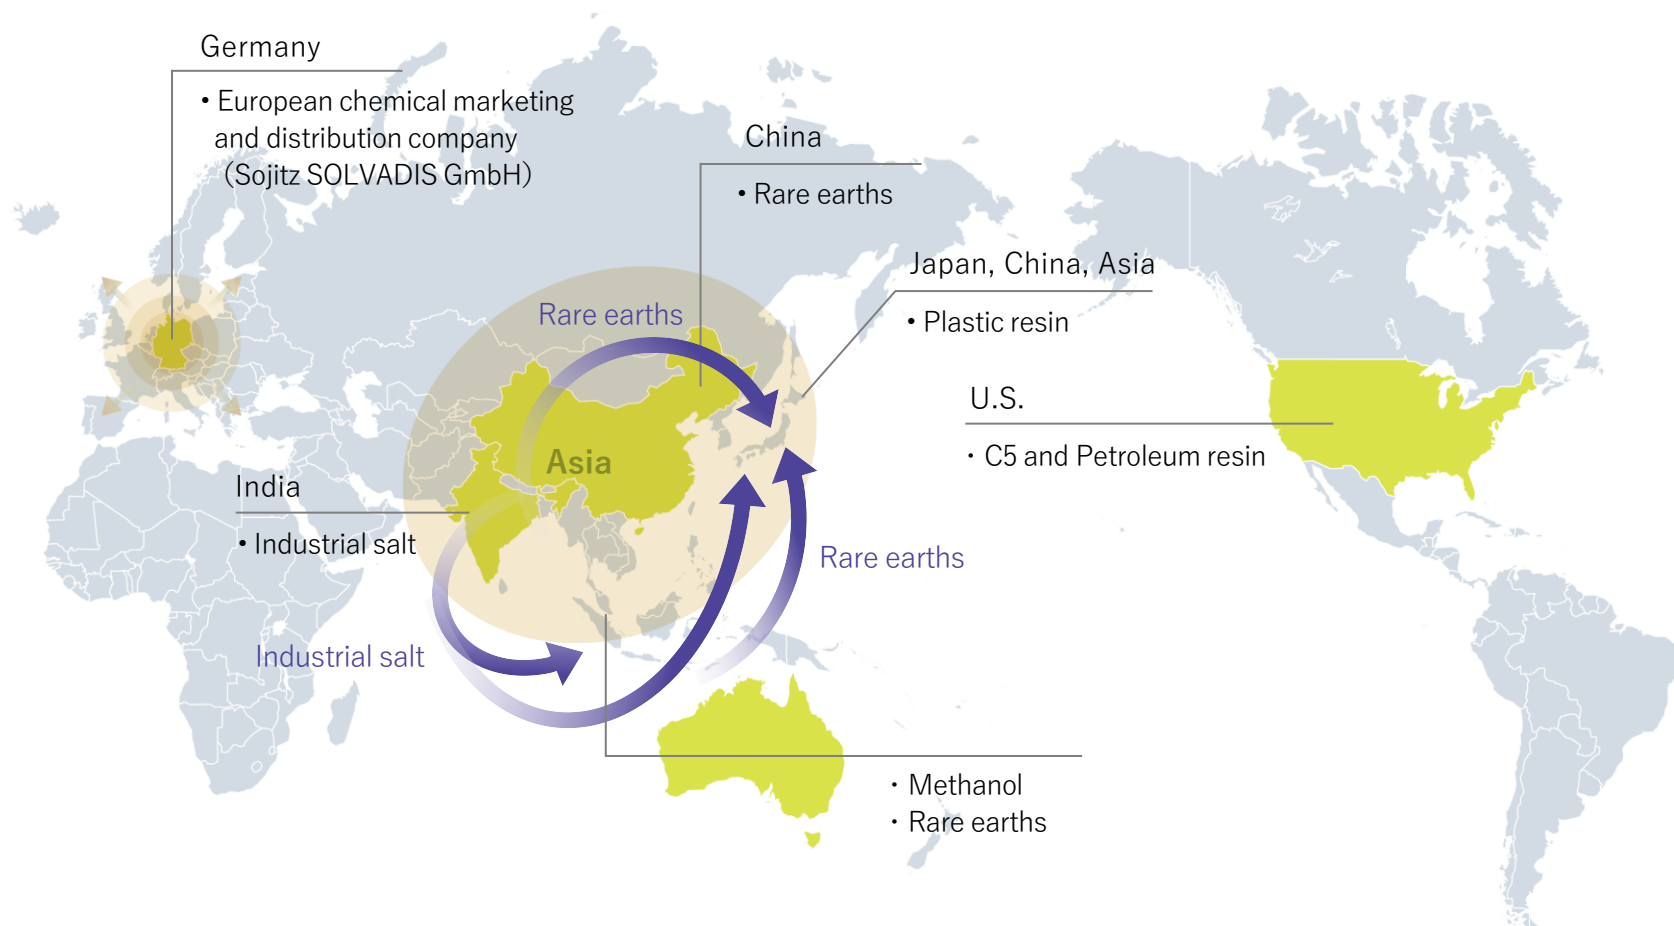 Germany
• European chemical marketing
and distribution company
(Sojitz SOLVADIS GmbH)
China
• Rare earths
Japan, China, Asia
• Plastic resin
Rare earths
U.S.
・ C5 and Petroleum resin
Asia
India
• Industrial salt
Rare earths
Industrial salt
・ Methanol
・ Rare earths